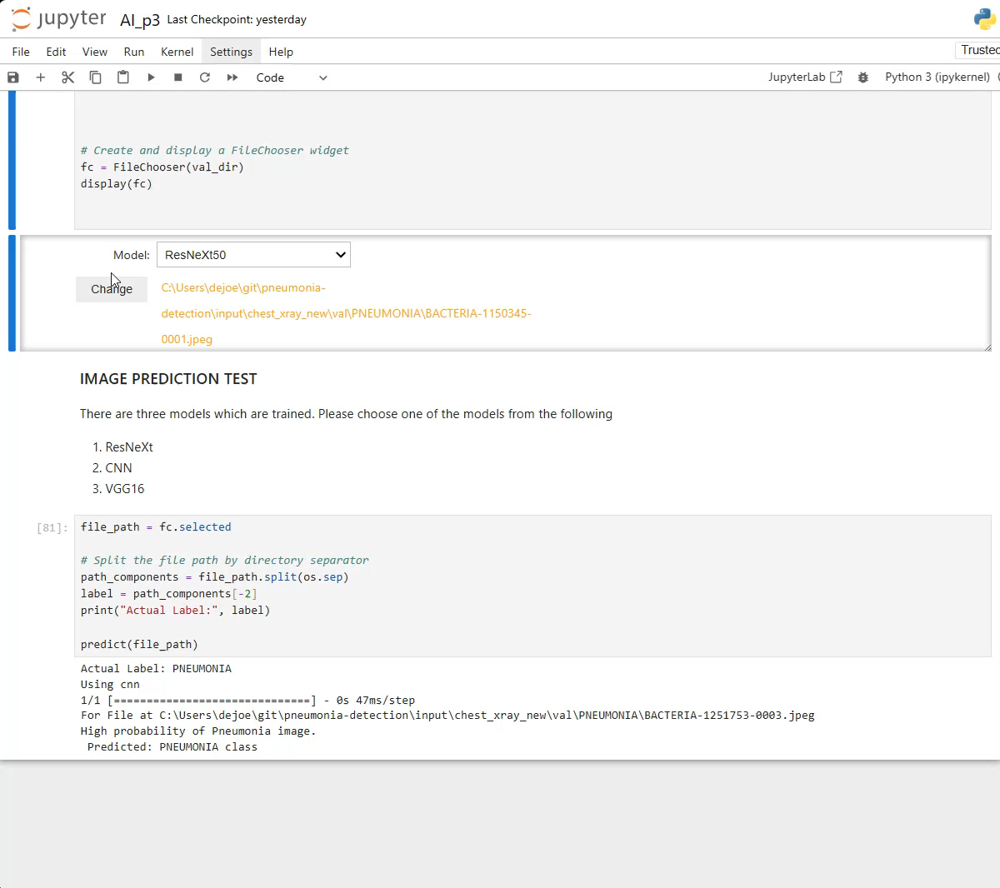 jupyter AI_p3 Last Checkpoint: yesterday
File Edit View Run Kernel Settings Help
Trusted
Code
JupyterLab
Python 3 (ipykernel)
# Create and display a FileChooser widget
fc = FileChooser(val_dir)
display(fc)
Model: ResNeXt50
Change
C:\Users\dejoe\git\pneumonia-
detection\input\chest_xray_new\val\PNEUMONIA\BACTERIA-1150345-
0001.jpeg
IMAGE PREDICTION TEST
There are three models which are trained. Please choose one of the models from the following
1. ResNeXt
2. CNN
3. VGG16
[81]: file_path = fc.selected
# Split the file path by directory separator
path_components = file_path.split(os.sep)
label = path_components[-2]
print("Actual Label:", label)
predict(file_path)
Actual Label: PNEUMONIA
Using cnn
1/1 [==============================] - 0s 47ms/step
For File at C:\Users\dejoe\git\pneumonia-detection\input\chest_xray_new\val\PNEUMONIA\BACTERIA-1251753-0003.jpeg
High probability of Pneumonia image.
Predicted: PNEUMONIA class